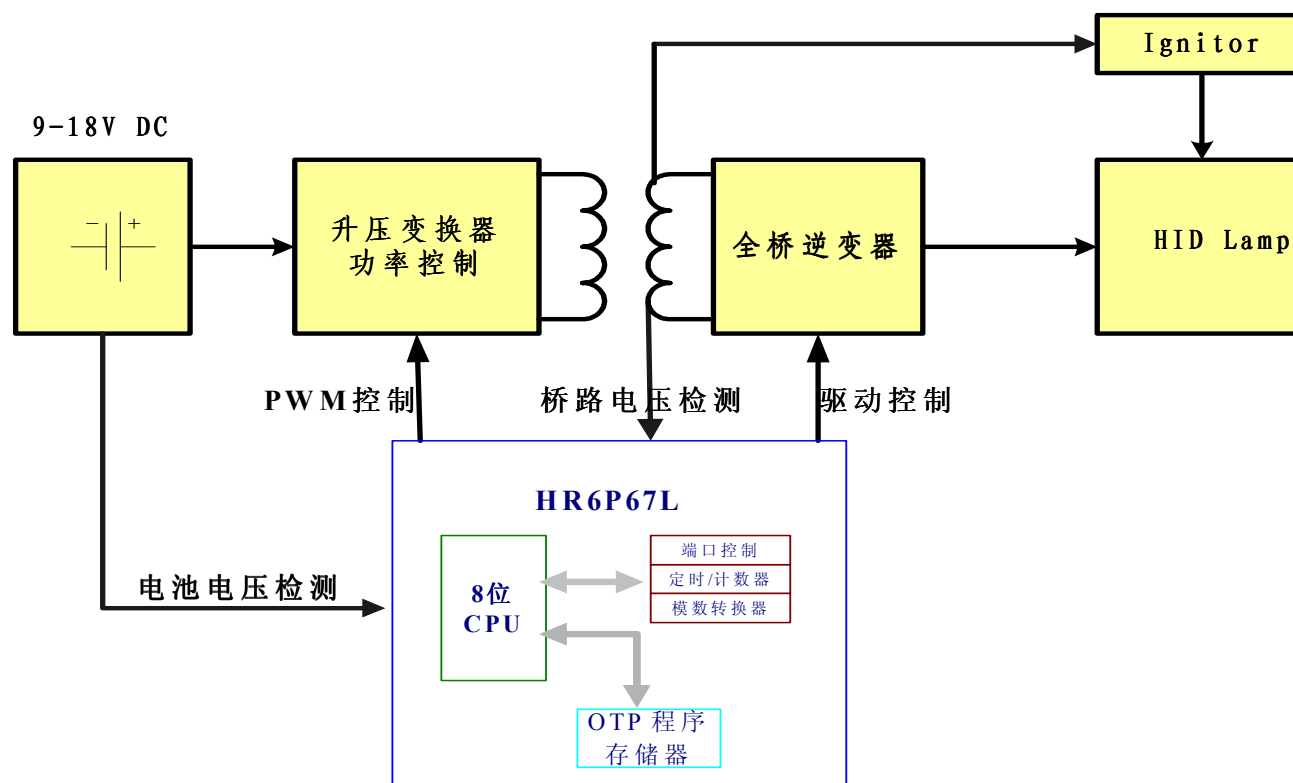 Ignitor
9-18V DC
- +
升压变换器
功率控制
全桥逆变器
HID Lamp
PWM控制
桥路电压检测
驱动控制
HR6P67L
电池电压检测
8位
CPU
端口控制
定时/计数器
模数转换器
OTP 程序
存储器